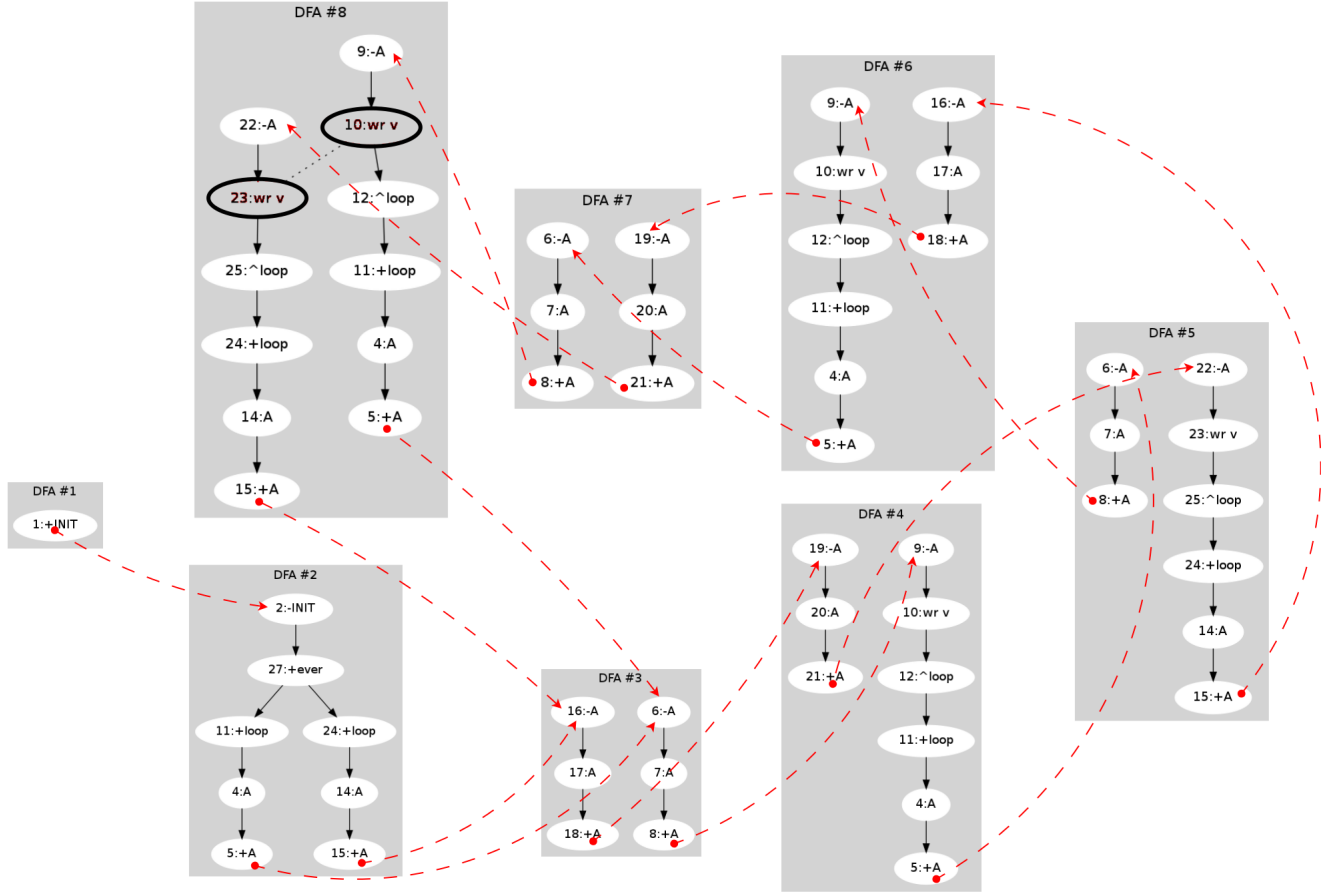 DFA #8
9:-A
22:-A
10:wr v
23:wr v
12:^loop
25:^loop
11:+loop
24:+loop
4:A
14:A
5:+A
15:+A
DFA #7
6:-A
19:-A
7:A
20:A
8:+A
21:+A
DFA #6
9:-A
16:-A
10:wr v
17:A
12:^loop
18:+A
11:+loop
4:A
5:+A
DFA #5
6:-A
22:-A
7:A
23:wr v
8:+A
25:^loop
24:+loop
14:A
15:+A
DFA #1
1:+INIT
DFA #2
2:-INIT
27:+ever
11:+loop
24:+loop
4:A
14:A
5:+A
15:+A
DFA #3
16:-A
6:-A
17:A
7:A
18:+A
8:+A
DFA #4
19:-A
9:-A
20:A
10:wr v
21:+A
12:^loop
11:+loop
4:A
5:+A